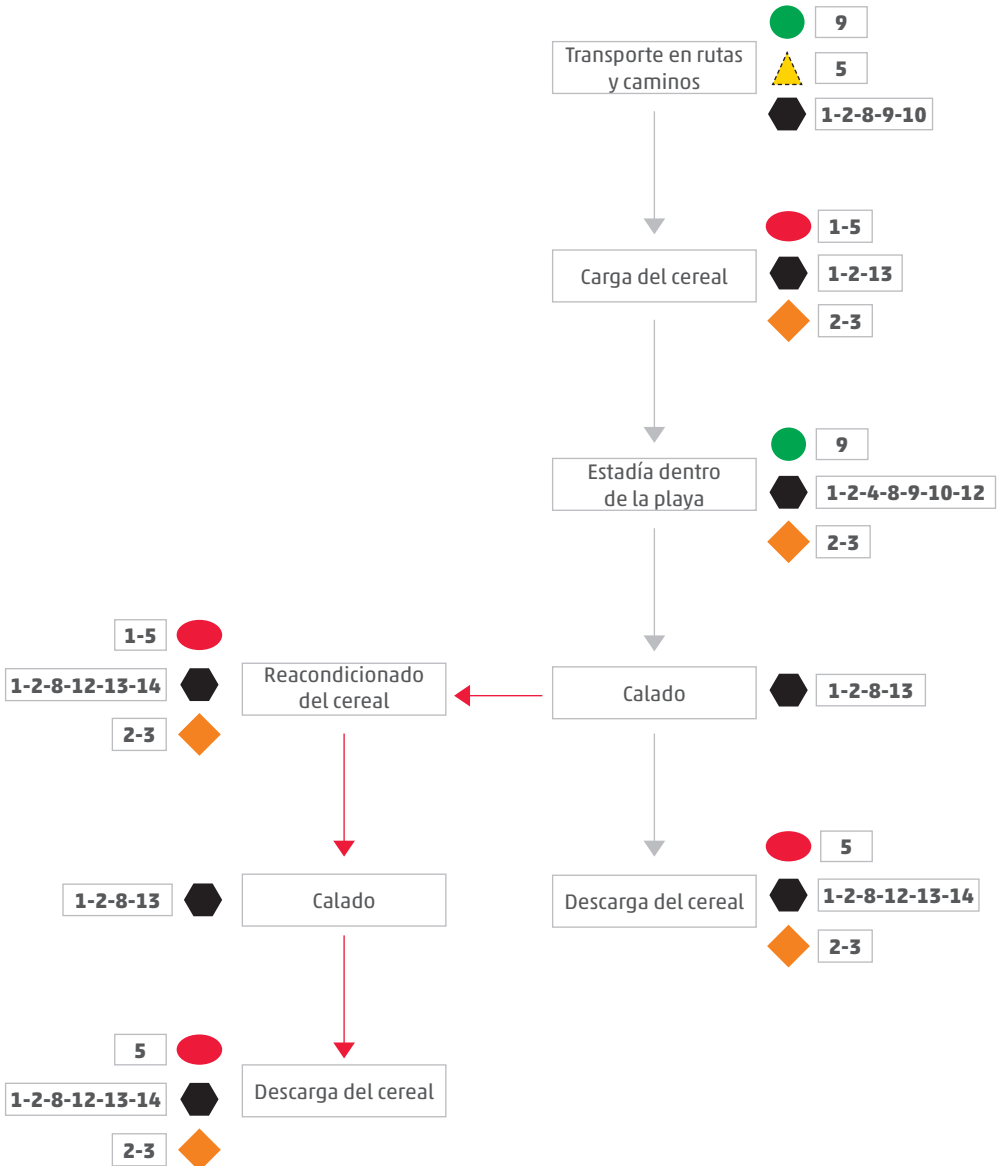 9
Transporte en rutas
y caminos
5
1-2-8-9-10
1-5
Carga del cereal
1-2-13
2-3
9
Estadía dentro
de la playa
1-2-4-8-9-10-12
2-3
1-5
1-2-8-12-13-14
Reacondicionado
del cereal
2-3
Calado
1-2-8-13
5
Descarga del cereal
1-2-8-12-13-14
2-3
1-2-8-13
Calado
5
1-2-8-12-13-14
Descarga del cereal
2-3